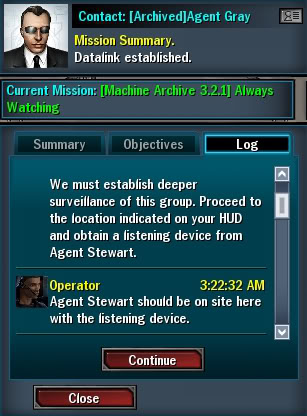 Contact: [Archived]Agent Gray
Mission Summary.
Datalink established.
Current Mission: [Machine Archive 3.2.1] Always
Watching
Summary
Objectives
Log
We must establish deeper
surveillance of this group. Proceed to
the location indicated on your HUD
and obtain a listening device from
Agent Stewart.
Operator 3:22:32 AM
Agent Stewart should be on site here
with the listening device.
Continue
Close